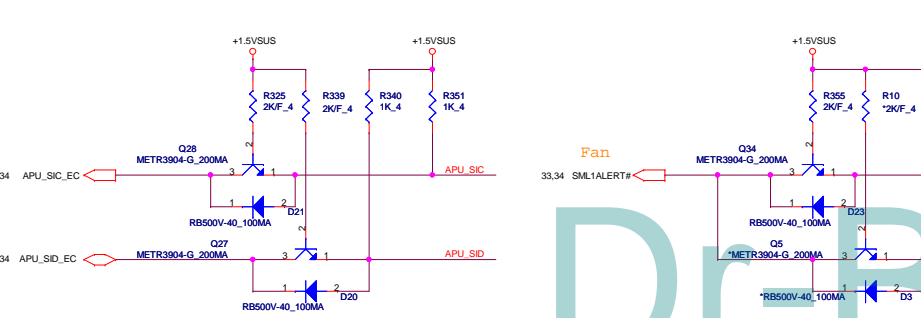 +1.5VSUS
+1.5VSUS
+1.5VSUS
R325
2K/F_4
R339
2K/F_4
R340
1K_4
R351
1K_4
R355
2K/F_4
R10
*2K/F_4
Q28
METR3904-G_200MA
2
3
1
34 APU_SIC_EC
APU_SIC
1
2
D21
RB500V-40_100MA
Q27
METR3904-G_200MA
2
3
1
34 APU_SID_EC
APU_SID
1
2
D20
RB500V-40_100MA
Fan
Q34
METR3904-G_200MA
2
3
1
33,34 SML1ALERT#
1
2
D23
RB500V-40_100MA
Q5
*METR3904-G_200MA
2
3
1
1
2
D3
*RB500V-40_100MA
Dr-